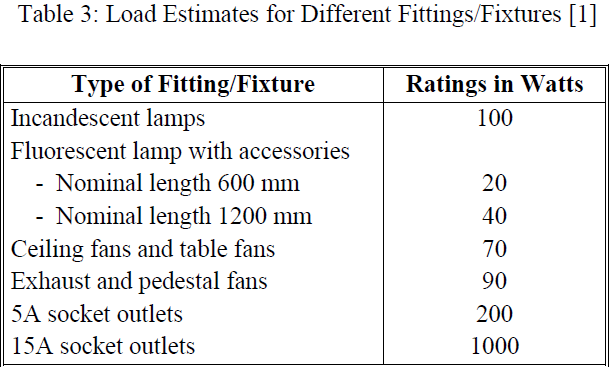 Table 3: Load Estimates for Different Fittings/Fixtures [1]
Type of Fitting/Fixture Ratings in Watts
Incandescent lamps 100
Fluorescent lamp with accessories
- Nominal length 600 mm 20
- Nominal length 1200 mm 40
Ceiling fans and table fans 70
Exhaust and pedestal fans 90
5A socket outlets 200
15A socket outlets 1000